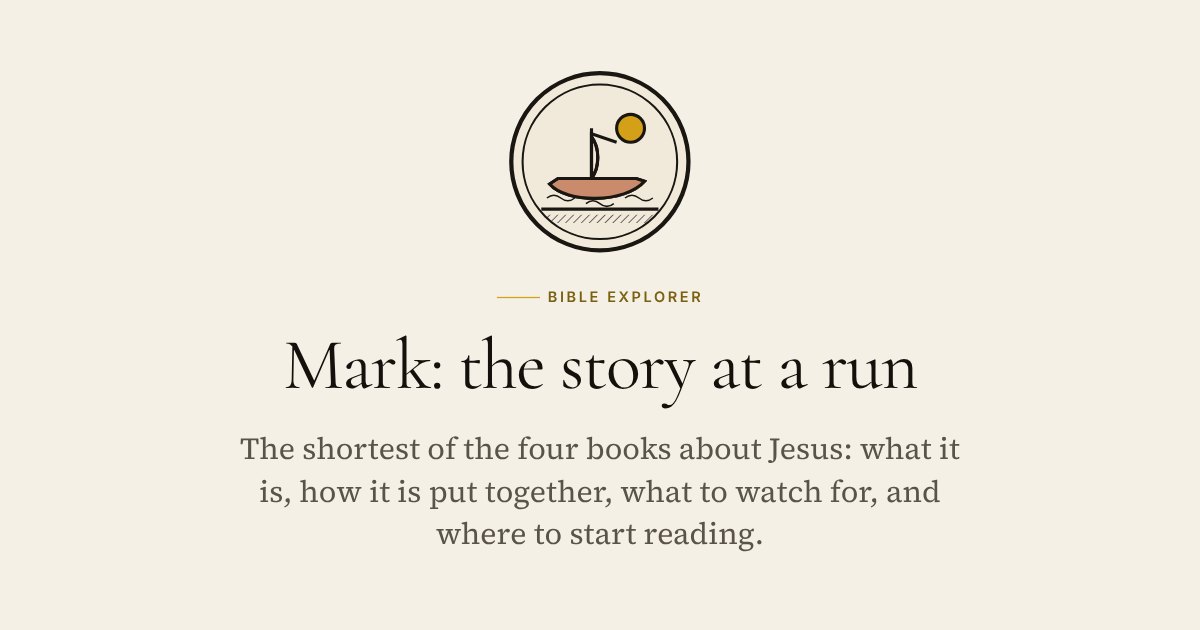 BIBLE EXPLORER
Mark: the story at a run
The shortest of the four books about Jesus: what it
is, how it is put together, what to watch for, and
where to start reading.